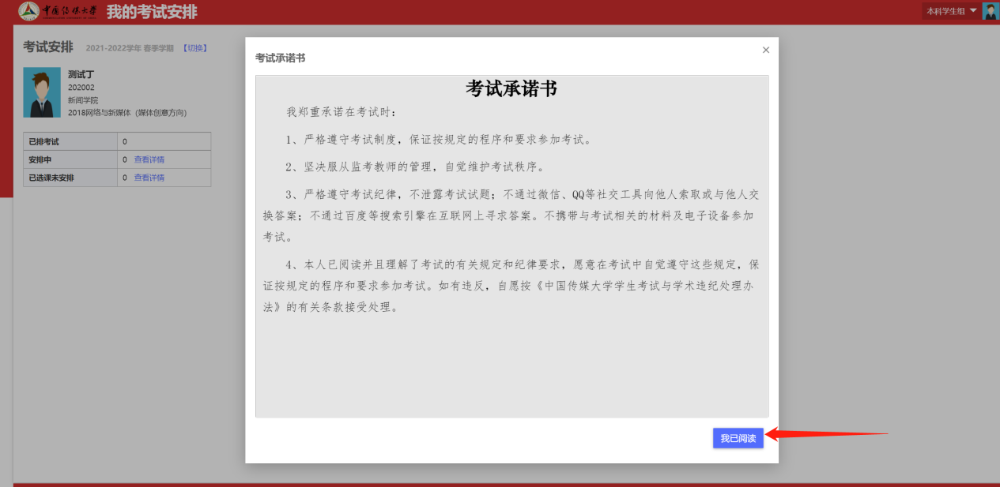 中国传媒大学 我的考试安排
本科学生组
考试安排 2021-2022学年 春季学期 【切换】
测试丁
202002
新闻学院
2018网络与新媒体（媒体创意方向）
已排考试 0
安排中 0 查看详情
已选课未安排 0 查看详情
考试承诺书
×
考试承诺书
我郑重承诺在考试时：
1、严格遵守考试制度，保证按规定的程序和要求参加考试。
2、坚决服从监考教师的管理，自觉维护考试秩序。
3、严格遵守考试纪律，不泄露考试试题；不通过微信、QQ等社交工具向他人索取或与他人交
换答案；不通过百度等搜索引擎在互联网上寻求答案。不携带与考试相关的材料及电子设备参加
考试。
4、本人已阅读并且理解了考试的有关规定和纪律要求，愿意在考试中自觉遵守这些规定，保
证按规定的程序和要求参加考试。如有违反，自愿按《中国传媒大学学生考试与学术违纪处理办
法》的有关条款接受处理。
我已阅读